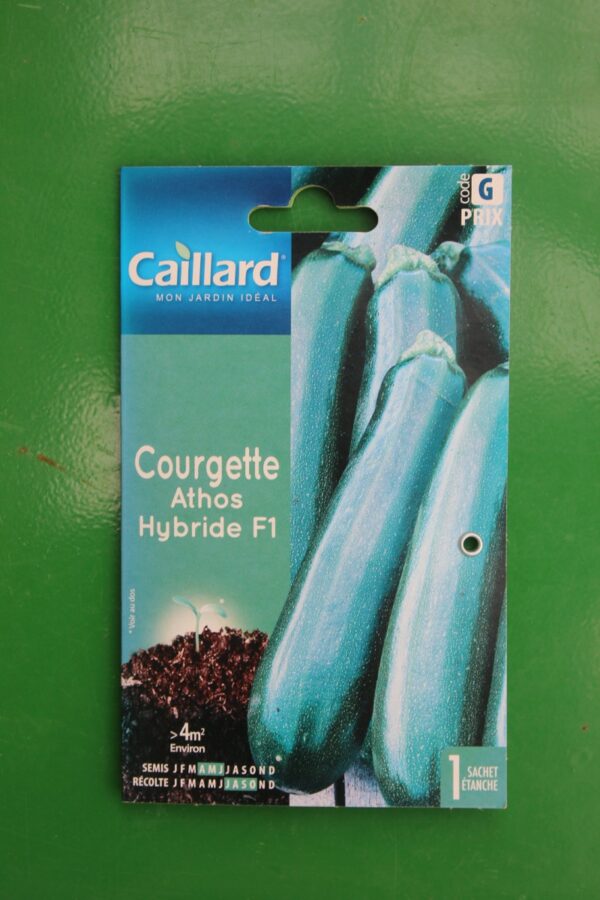 code
G
PRIX
Caillard®
MON JARDIN IDÉAL
Courgette
Athos
Hybride F1
* Voir au dos
>4m²
Environ
SEMIS J F M A M J J A S O N D
RÉCOLTE J F M A M J J A S O N D
1 SACHET
ÉTANCHE